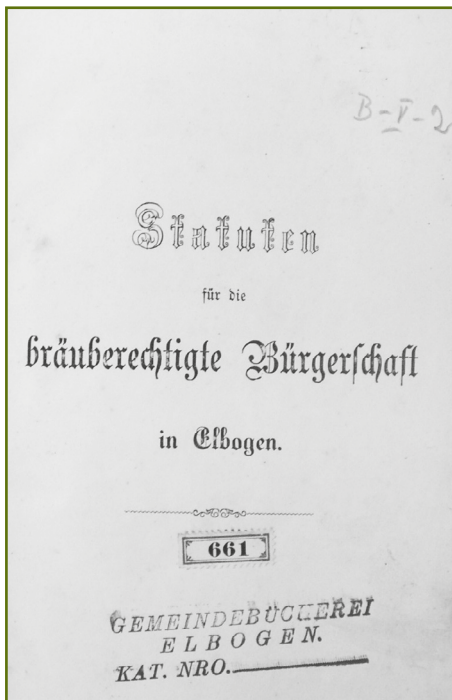 B-V-2
Statuten
für die
bräuberechtigte Bürgerschaft
in Elbogen.
661
GEMEINDEBÜCHEREI
ELBOGEN.
KAT. NRO.